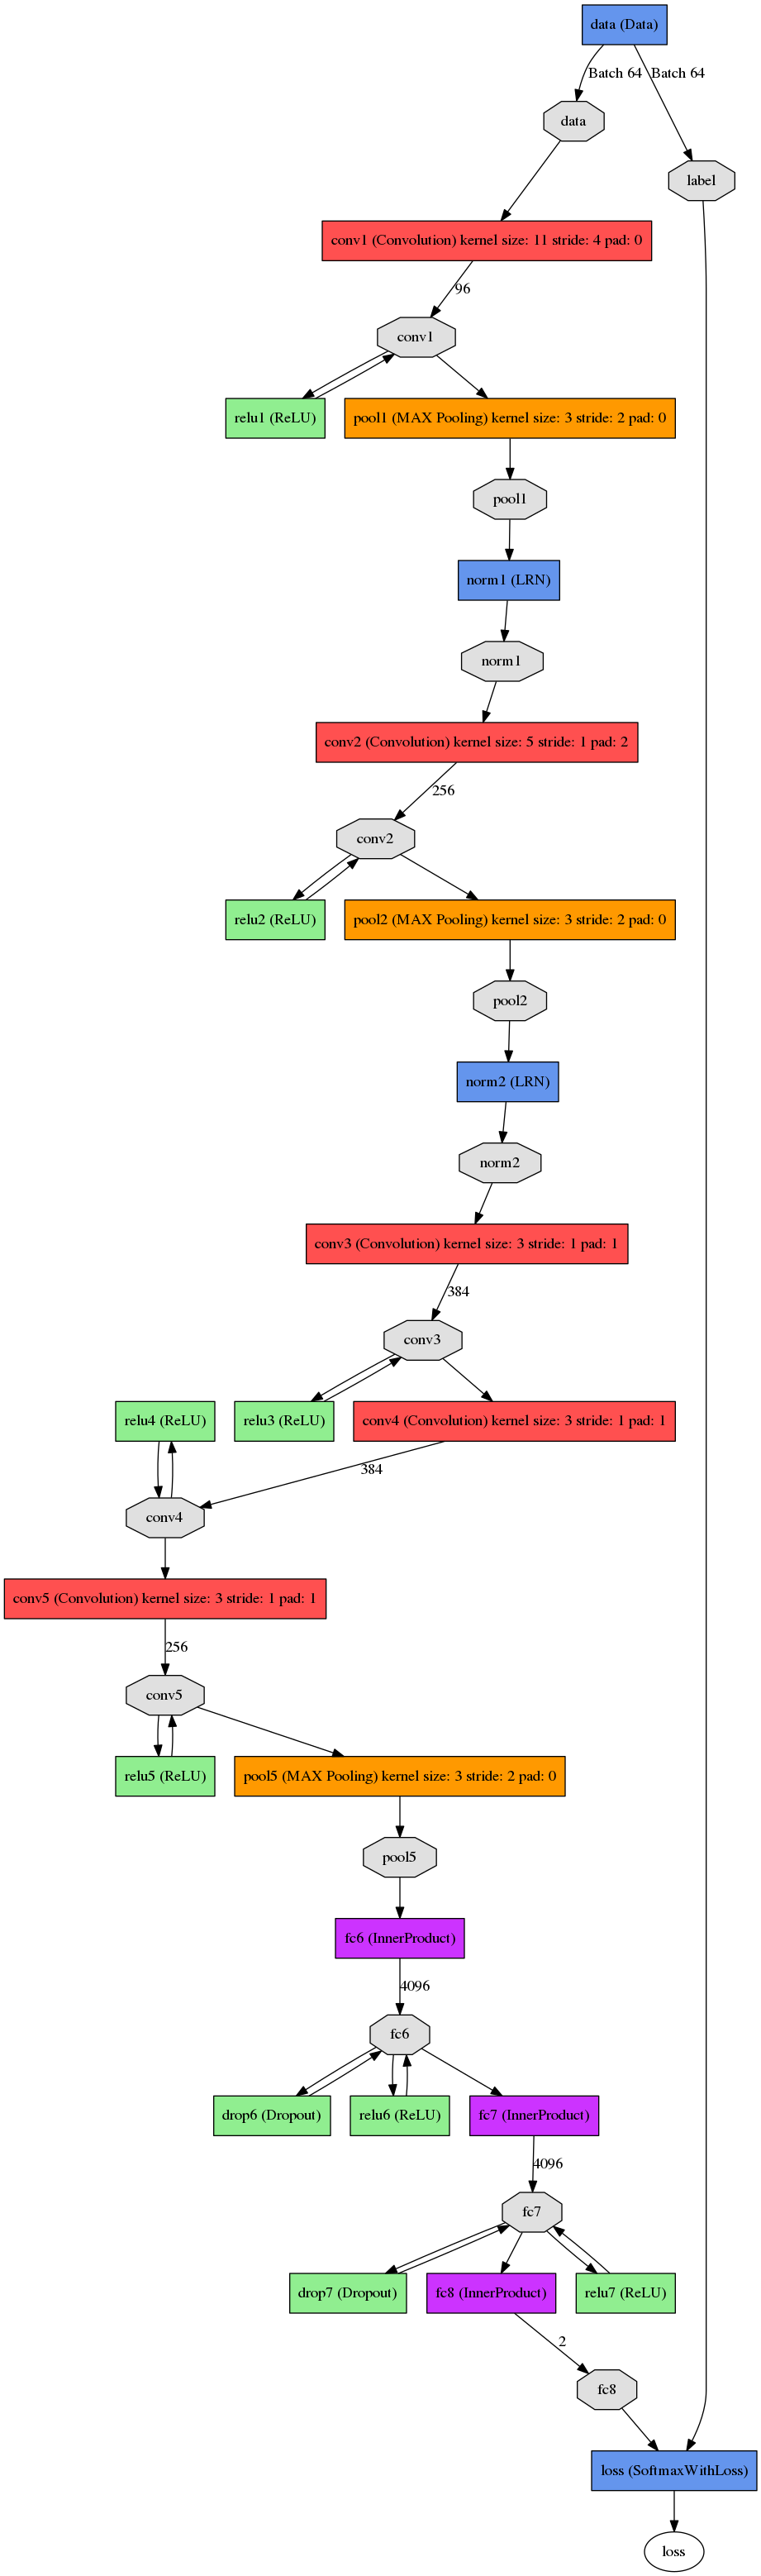 data (Data)
Batch 64
Batch 64
data
label
conv1 (Convolution) kernel size: 11 stride: 4 pad: 0
96
conv1
relu1 (ReLU)
pool1 (MAX Pooling) kernel size: 3 stride: 2 pad: 0
pool1
norm1 (LRN)
norm1
conv2 (Convolution) kernel size: 5 stride: 1 pad: 2
256
conv2
relu2 (ReLU)
pool2 (MAX Pooling) kernel size: 3 stride: 2 pad: 0
pool2
norm2 (LRN)
norm2
conv3 (Convolution) kernel size: 3 stride: 1 pad: 1
384
conv3
relu4 (ReLU)
relu3 (ReLU)
conv4 (Convolution) kernel size: 3 stride: 1 pad: 1
384
conv4
conv5 (Convolution) kernel size: 3 stride: 1 pad: 1
256
conv5
relu5 (ReLU)
pool5 (MAX Pooling) kernel size: 3 stride: 2 pad: 0
pool5
fc6 (InnerProduct)
4096
fc6
drop6 (Dropout)
relu6 (ReLU)
fc7 (InnerProduct)
4096
fc7
drop7 (Dropout)
fc8 (InnerProduct)
relu7 (ReLU)
2
fc8
loss (SoftmaxWithLoss)
loss